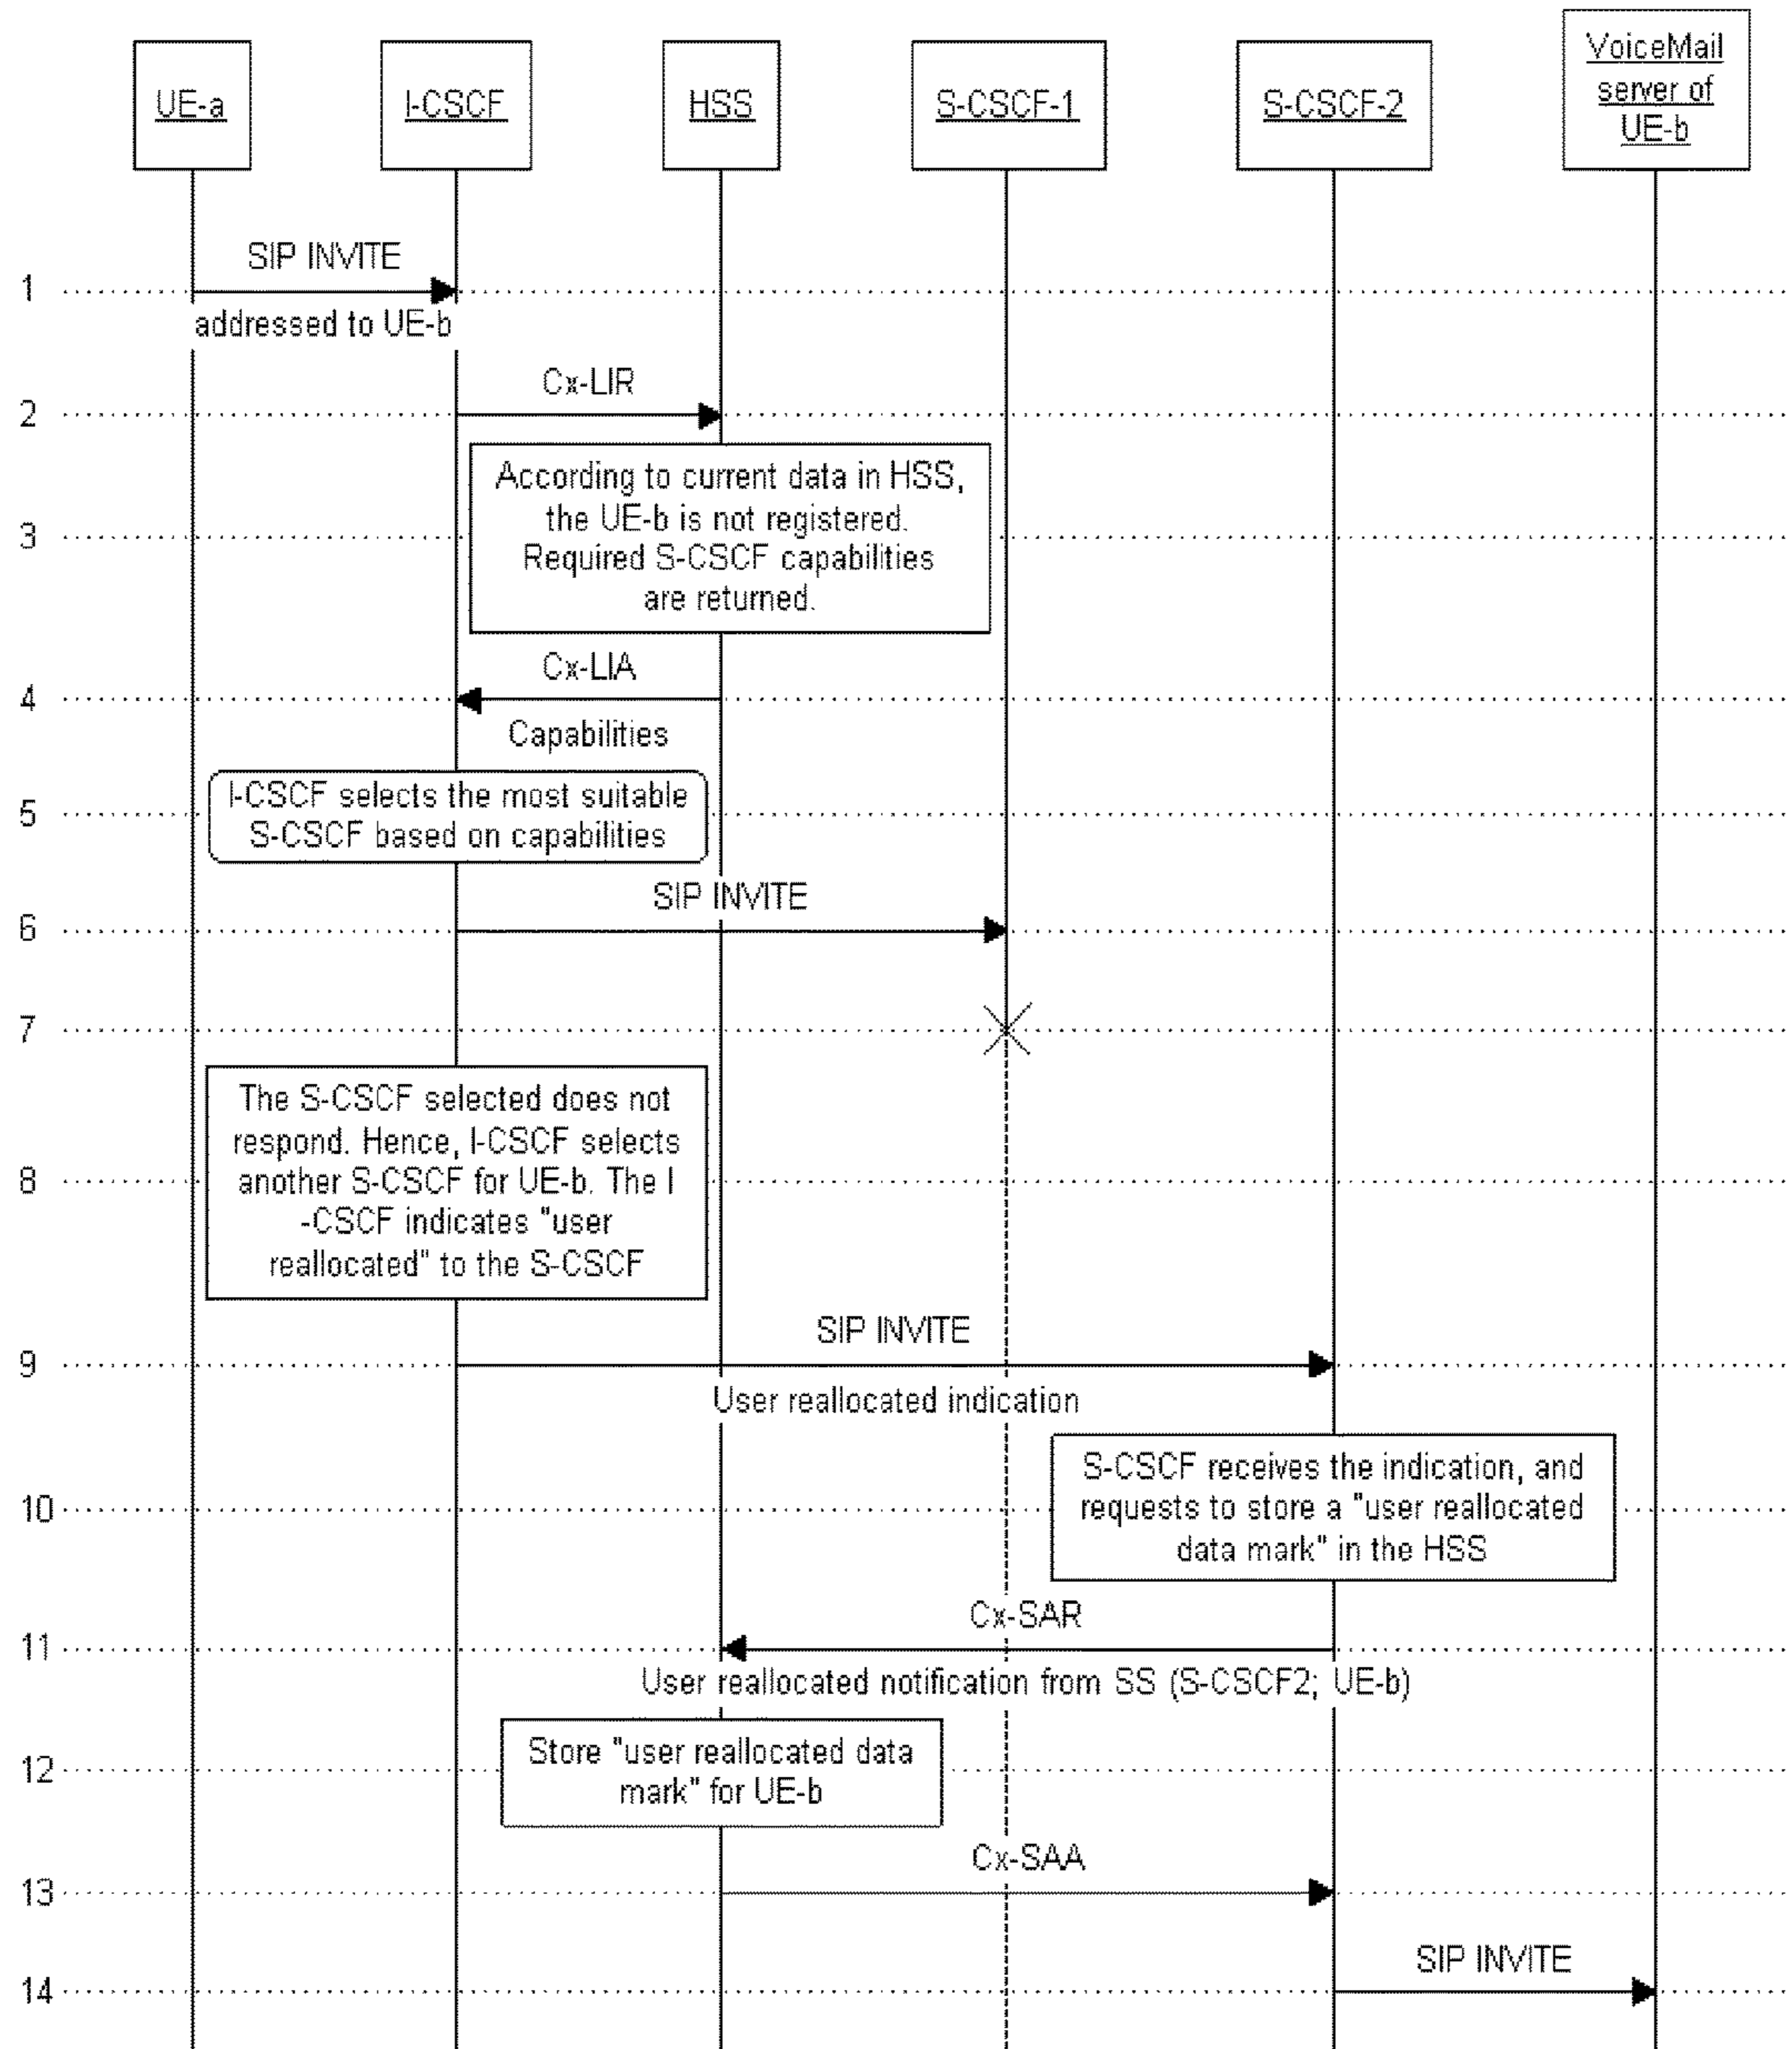 UE-a
I-CSCF
HSS
S-CSCF-1
S-CSCF-2
VoiceMail
server of
UE-b
SIP INVITE
1
addressed to UE-b
Cx-LIR
2
According to current data in HSS,
the UE-b is not registered.
3
Required S-CSCF capabilities
are returned.
Cx-LIA
4
Capabilities
I-CSCF selects the most suitable
5
S-CSCF based on capabilities
SIP INVITE
6
7
The S-CSCF selected does not
respond. Hence, I-CSCF selects
8
another S-CSCF for UE-b. The I
-CSCF indicates "user
reallocated" to the S-CSCF
SIP INVITE
9
User reallocated indication
S-CSCF receives the indication, and
10
requests to store a "user reallocated
data mark" in the HSS
Cx-SAR
11
User reallocated notification from SS (S-CSCF2; UE-b)
Store "user reallocated data
12
mark" for UE-b
Cx-SAA
13
SIP INVITE
14